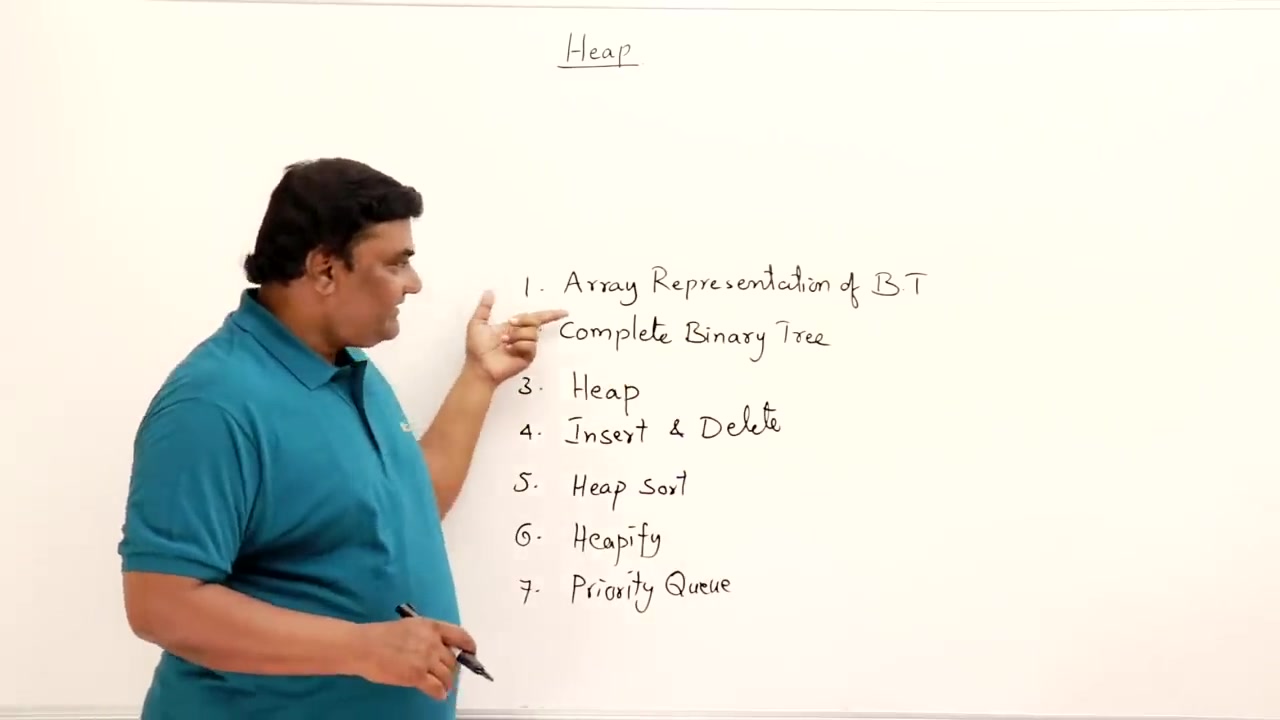 Heap
1. Array Representation of B.T
Complete Binary Tree
3. Heap
4. Insert & Delete
5. Heap Sort
6. Heapify
7. Priority Queue